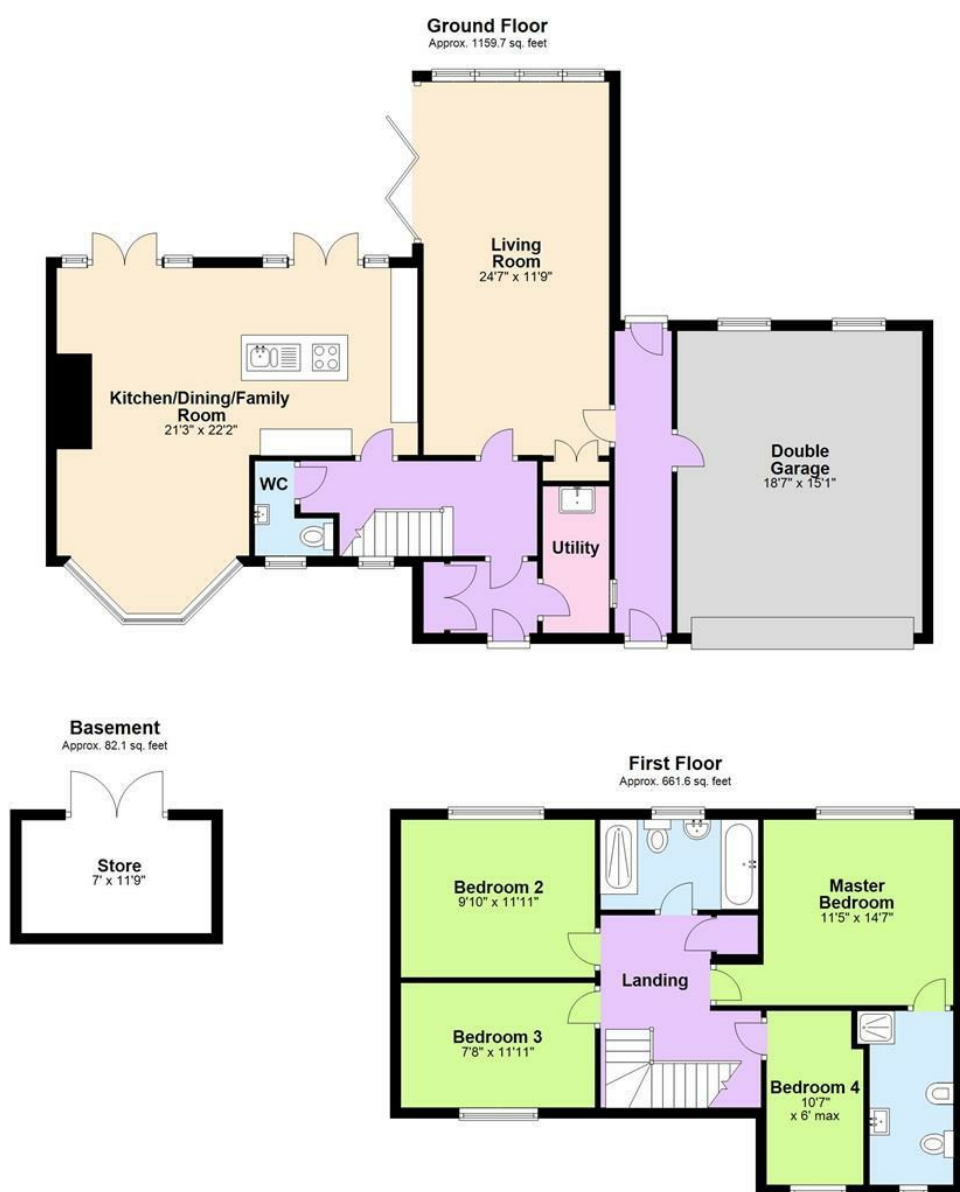 Ground Floor
Approx. 1159.7 sq. feet
Living
Room
24'7" x 11'9"
Kitchen/Dining/Family
Room
21'3" x 22'2"
WC
Utility
Double
Garage
18'7" x 15'1"
Basement
Approx. 82.1 sq. feet
Store
7' x 11'9"
First Floor
Approx. 661.6 sq. feet
Bedroom 2
9'10" x 11'11"
Master
Bedroom
11'5" x 14'7"
Landing
Bedroom 3
7'8" x 11'11"
Bedroom 4
10'7"
x 6' max